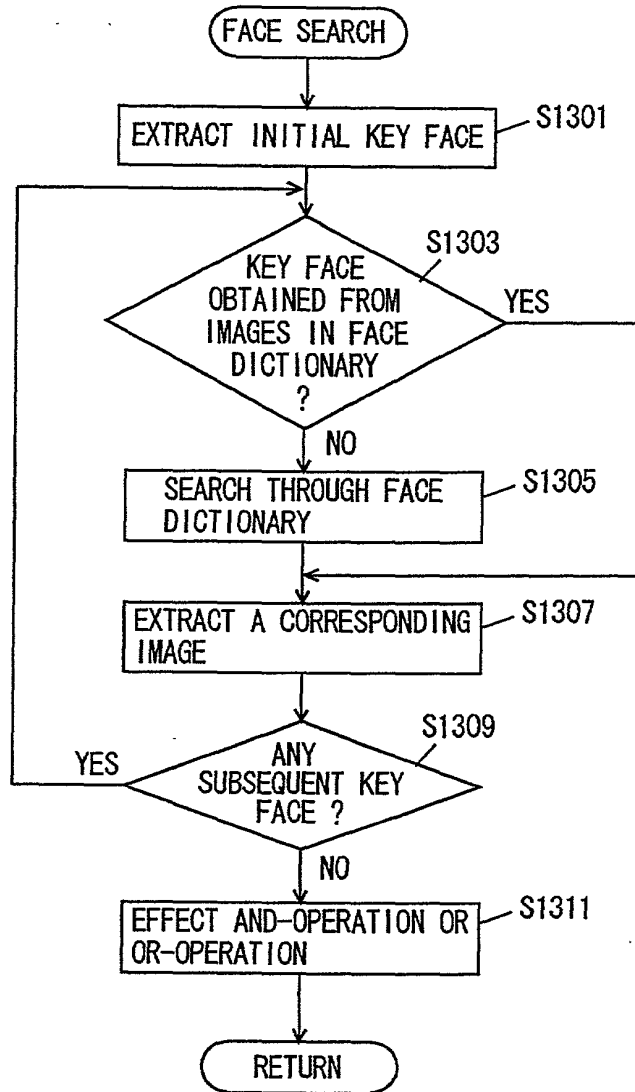 FACE SEARCH
EXTRACT INITIAL KEY FACE
S1301
S1303
KEY FACE
OBTAINED FROM
IMAGES IN FACE
DICTIONARY
?
YES
NO
SEARCH THROUGH FACE
DICTIONARY
S1305
EXTRACT A CORRESPONDING
IMAGE
S1307
S1309
YES
ANY
SUBSEQUENT KEY
FACE ?
NO
EFFECT AND-OPERATION OR
OR-OPERATION
S1311
RETURN